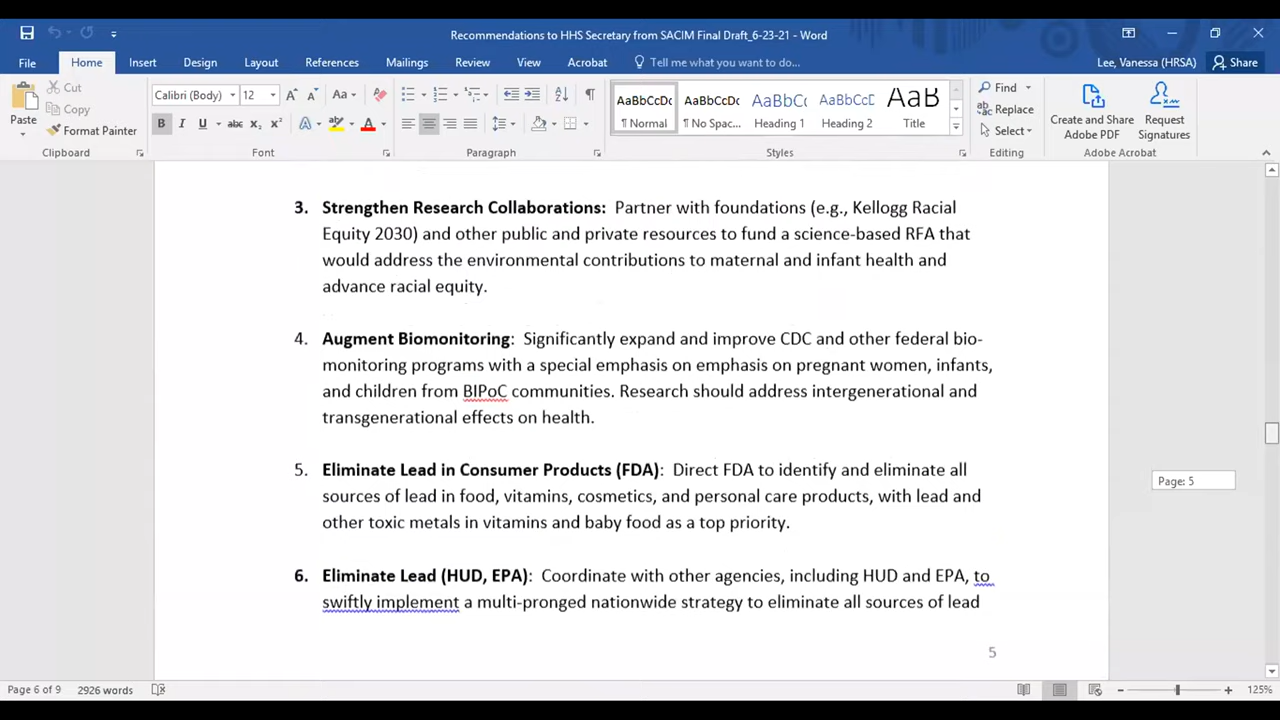 Recommendations to HHS Secretary from SACIM Final Draft_6-23-21 - Word
File Home Insert Design Layout References Mailings Review View Acrobat Tell me what you want to do... Lee, Vanessa (HRSA) Share
Paste
Cut
Copy
Format Painter
Clipboard
Calibri (Body) 12
Font
Paragraph
AaBbCcDc AaBbCcDc AaBbCc AaBbCcD AaB
¶ Normal ¶ No Spac... Heading 1 Heading 2 Title
Styles
Find
Replace
Select
Editing
Create and Share Adobe PDF
Request Signatures
Adobe Acrobat
3. Strengthen Research Collaborations: Partner with foundations (e.g., Kellogg Racial
Equity 2030) and other public and private resources to fund a science-based RFA that
would address the environmental contributions to maternal and infant health and
advance racial equity.
4. Augment Biomonitoring: Significantly expand and improve CDC and other federal bio-
monitoring programs with a special emphasis on emphasis on pregnant women, infants,
and children from BIPoC communities. Research should address intergenerational and
transgenerational effects on health.
5. Eliminate Lead in Consumer Products (FDA): Direct FDA to identify and eliminate all
sources of lead in food, vitamins, cosmetics, and personal care products, with lead and
other toxic metals in vitamins and baby food as a top priority.
Page: 5
6. Eliminate Lead (HUD, EPA): Coordinate with other agencies, including HUD and EPA, to
swiftly implement a multi-pronged nationwide strategy to eliminate all sources of lead
5
Page 6 of 9 2926 words 125%